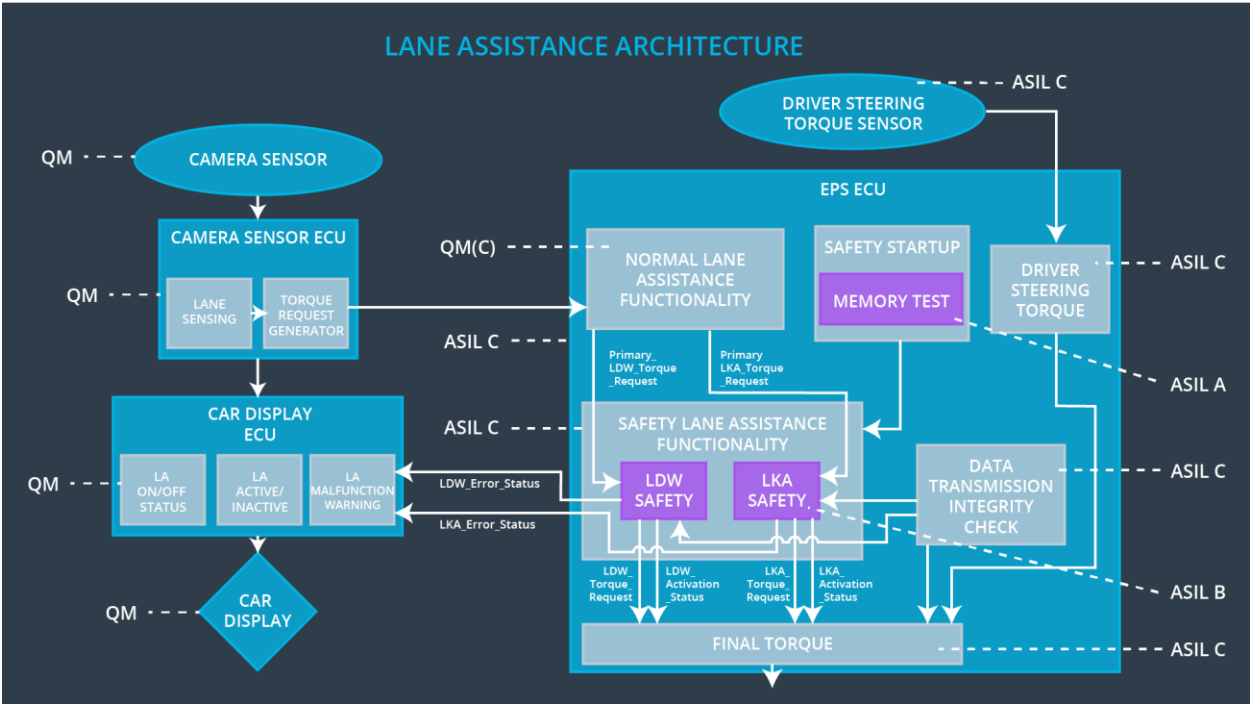 LANE ASSISTANCE ARCHITECTURE
ASIL C
DRIVER STEERING
TORQUE SENSOR
QM
CAMERA SENSOR
EPS ECU
CAMERA SENSOR ECU
QM(C)
NORMAL LANE
ASSISTANCE
FUNCTIONALITY
SAFETY STARTUP
MEMORY TEST
DRIVER
STEERING
TORQUE
ASIL C
QM
LANE
SENSING
TORQUE
REQUEST
GENERATOR
ASIL C
Primary_
LDW_Torque
_Request
Primary
LKA_Torque
_Request
ASIL A
CAR DISPLAY
ECU
ASIL C
SAFETY LANE ASSISTANCE
FUNCTIONALITY
QM
LA
ON/OFF
STATUS
LA
ACTIVE/
INACTIVE
LA
MALFUNCTION
WARNING
LDW_Error_Status
LKA_Error_Status
LDW
SAFETY
LKA
SAFETY
DATA
TRANSMISSION
INTEGRITY
CHECK
ASIL C
LDW_
Torque_
Request
LDW_
Activation
_Status
LKA_
Torque_
Request
LKA_
Activation
_Status
ASIL B
QM
CAR
DISPLAY
FINAL TORQUE
ASIL C